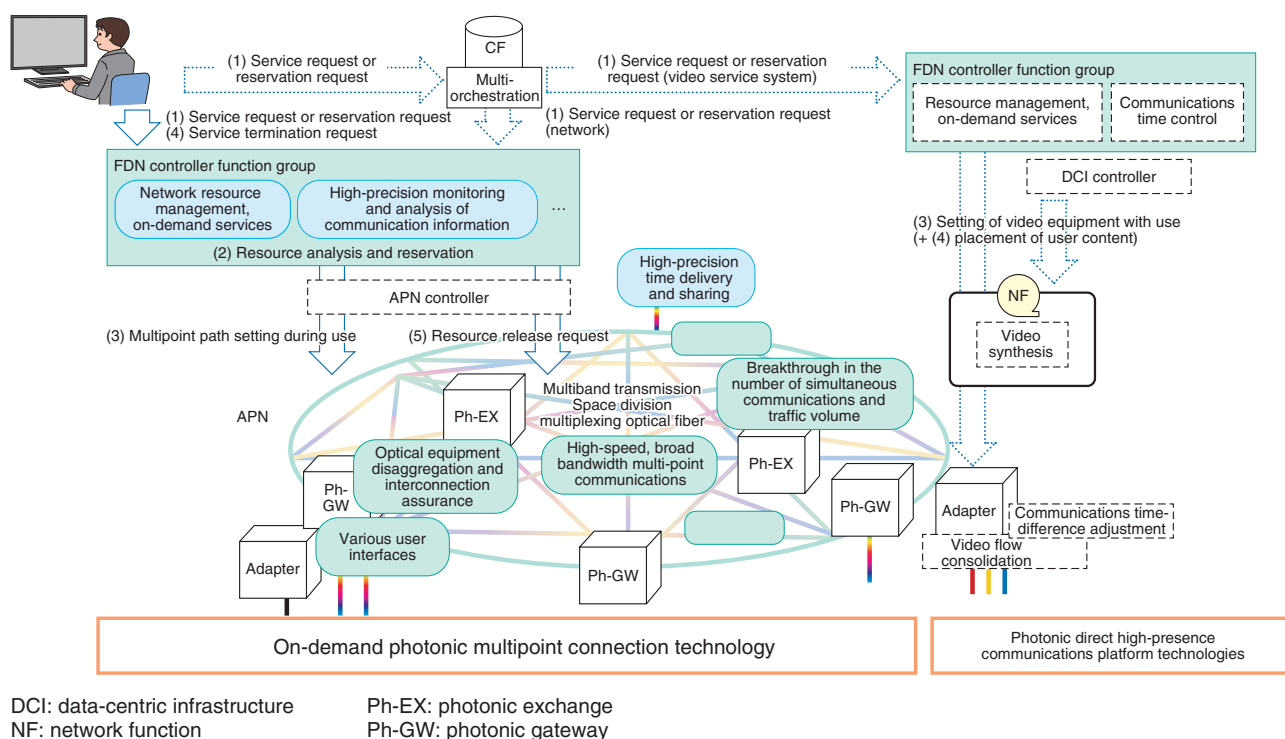 CF
Multi-
orchestration
(1) Service request or
reservation request
(1) Service request or reservation
request (video service system)
(1) Service request or reservation request
(4) Service termination request
(1) Service request or reservation request
(network)
FDN controller function group
Resource management,
on-demand services
Communications
time control
DCI controller
FDN controller function group
Network resource
management,
on-demand services
High-precision monitoring
and analysis of
communication information
...
(2) Resource analysis and reservation
(3) Setting of video equipment with use
(+ (4) placement of user content)
High-precision
time delivery
and sharing
APN controller
NF
Video
synthesis
(3) Multipoint path setting during use
(5) Resource release request
APN
Ph-EX
Multiband transmission
Space division
multiplexing optical fiber
Breakthrough in the
number of simultaneous
communications and
traffic volume
Optical equipment
disaggregation and
interconnection
assurance
High-speed, broad
bandwidth multi-point
communications
Ph-EX
Ph-
GW
Ph-GW
Adapter
Communications time-
difference adjustment
Various user
interfaces
Video flow
consolidation
Adapter
Ph-GW
On-demand photonic multipoint connection technology
Photonic direct high-presence
communications platform technologies
DCI: data-centric infrastructure
NF: network function
Ph-EX: photonic exchange
Ph-GW: photonic gateway